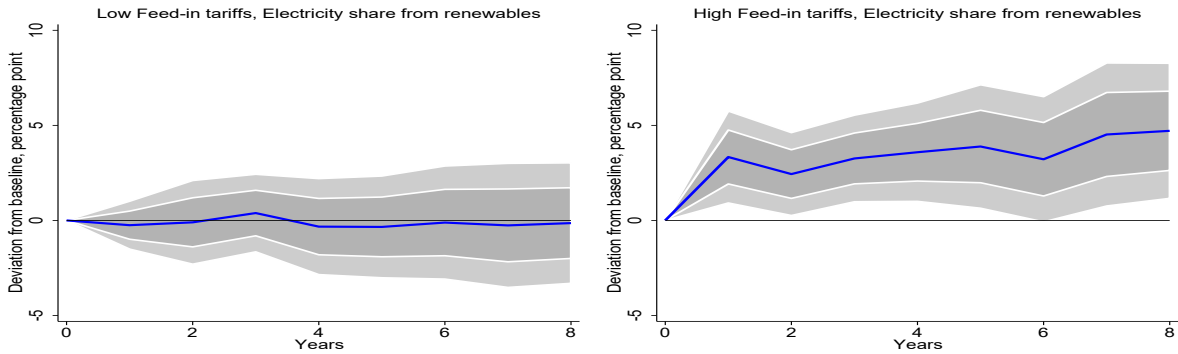 Low Feed-in tariffs, Electricity share from renewables
Deviation from baseline, percentage point
10
5
0
-5
0 2 4 6 8
Years
High Feed-in tariffs, Electricity share from renewables
Deviation from baseline, percentage point
10
5
0
-5
0 2 4 6 8
Years